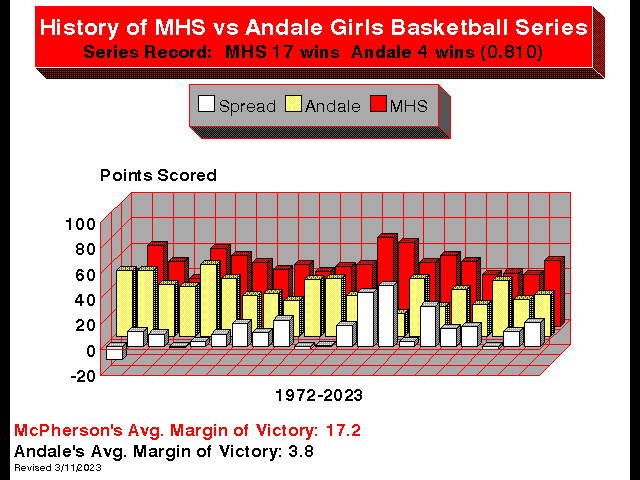 History of MHS vs Andale Girls Basketball Series
Series Record:  MHS 17 wins  Andale 4 wins (0.810)
Spread Andale MHS
Points Scored
100
80
60
40
20
0
-20
1972-2023
McPherson's Avg. Margin of Victory: 17.2
Andale's Avg. Margin of Victory: 3.8
Revised 3/11/2023